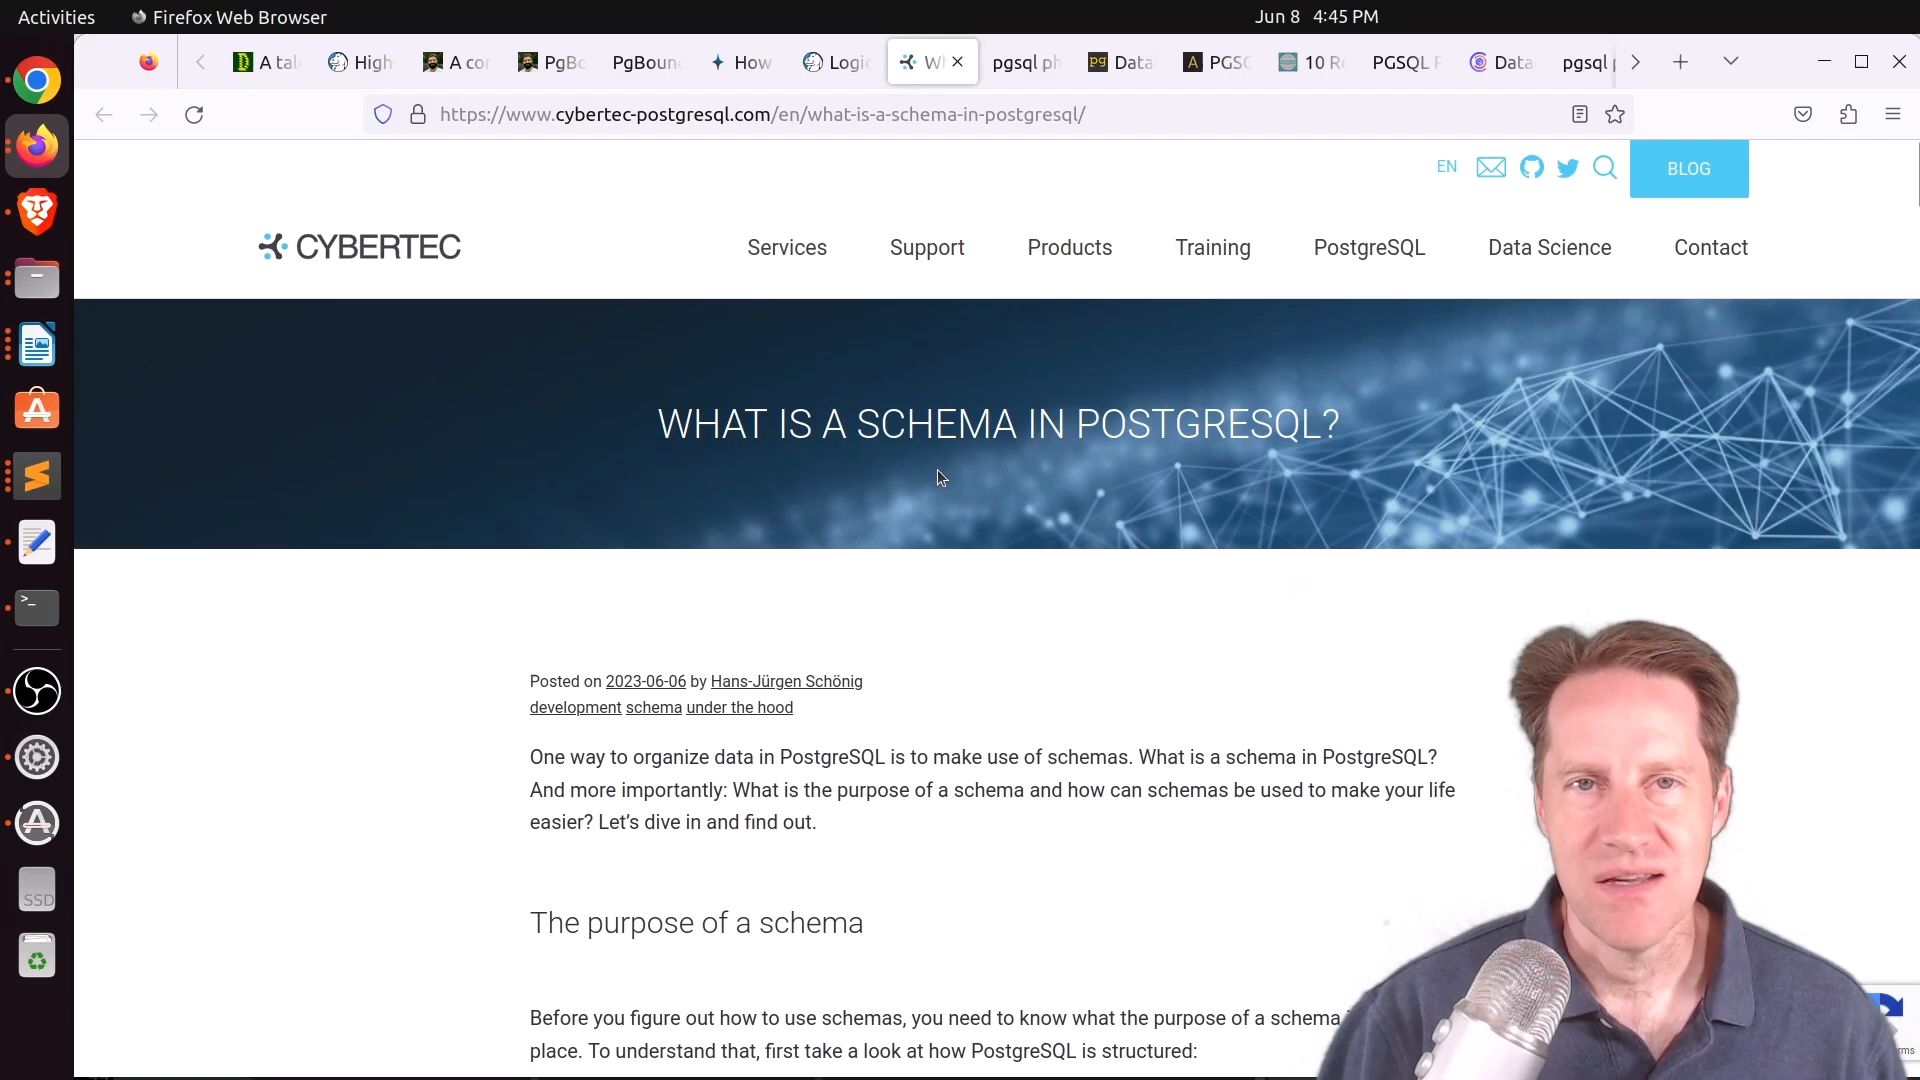 Activities Firefox Web Browser Jun 8 4:45 PM
A tal High- A con PgBo PgBoun How Logic Wh pgsql ph pg Data PGSQ 10 Re PGSQL Data pgsql
https://www.cybertec-postgresql.com/en/what-is-a-schema-in-postgresql/
EN BLOG
CYBERTEC Services Support Products Training PostgreSQL Data Science Contact
WHAT IS A SCHEMA IN POSTGRESQL?
Posted on 2023-06-06 by Hans-Jürgen Schönig
development schema under the hood
One way to organize data in PostgreSQL is to make use of schemas. What is a schema in PostgreSQL?
And more importantly: What is the purpose of a schema and how can schemas be used to make your life
easier? Let’s dive in and find out.
The purpose of a schema
Before you figure out how to use schemas, you need to know what the purpose of a schema
place. To understand that, first take a look at how PostgreSQL is structured:
SSD